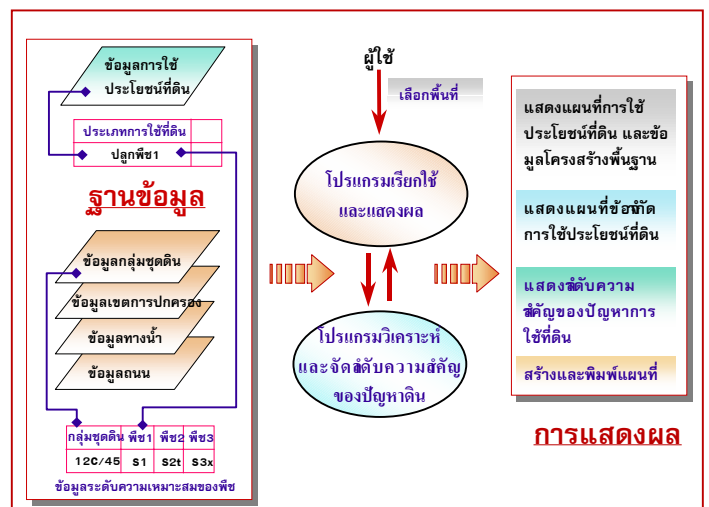 ข้อมูลการใช้
ประโยชน์ที่ดิน
ประเภทการใช้ที่ดิน
ปลูกพืช1
ฐานข้อมูล
ข้อมูลกลุ่มชุดดิน
ข้อมูลเขตการปกครอง
ข้อมูลทางน้ำ
ข้อมูลถนน
กลุ่มชุดดิน พืช1 พืช2 พืช3
12C/45 S1 S2t S3x
ข้อมูลระดับความเหมาะสมของพืช
ผู้ใช้
เลือกพื้นที่
โปรแกรมเรียกใช้
และแสดงผล
โปรแกรมวิเคราะห์
และจัดลำดับความสำคัญ
ของปัญหาดิน
แสดงแผนที่การใช้
ประโยชน์ที่ดิน และข้อ
มูลโครงสร้างพื้นฐาน
แสดงแผนที่ข้อจำกัด
การใช้ประโยชน์ที่ดิน
แสดงลำดับความ
สำคัญของปัญหาการ
ใช้ที่ดิน
สร้างและพิมพ์แผนที่
การแสดงผล